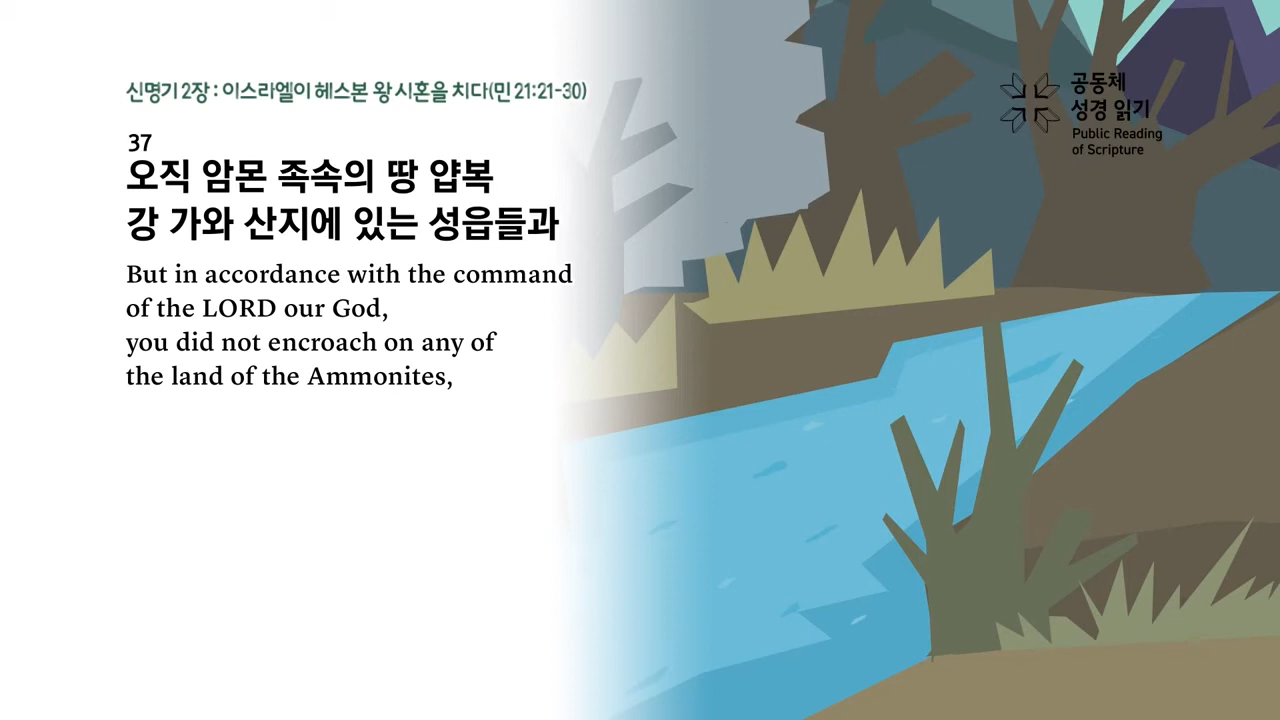 신명기 2장 : 이스라엘이 헤스본 왕 시혼을 치다(민 21:21-30)
37
오직 암몬 족속의 땅 얍복
강 가와 산지에 있는 성읍들과
But in accordance with the command
of the LORD our God,
you did not encroach on any of
the land of the Ammonites,
공동체
성경 읽기
Public Reading
of Scripture